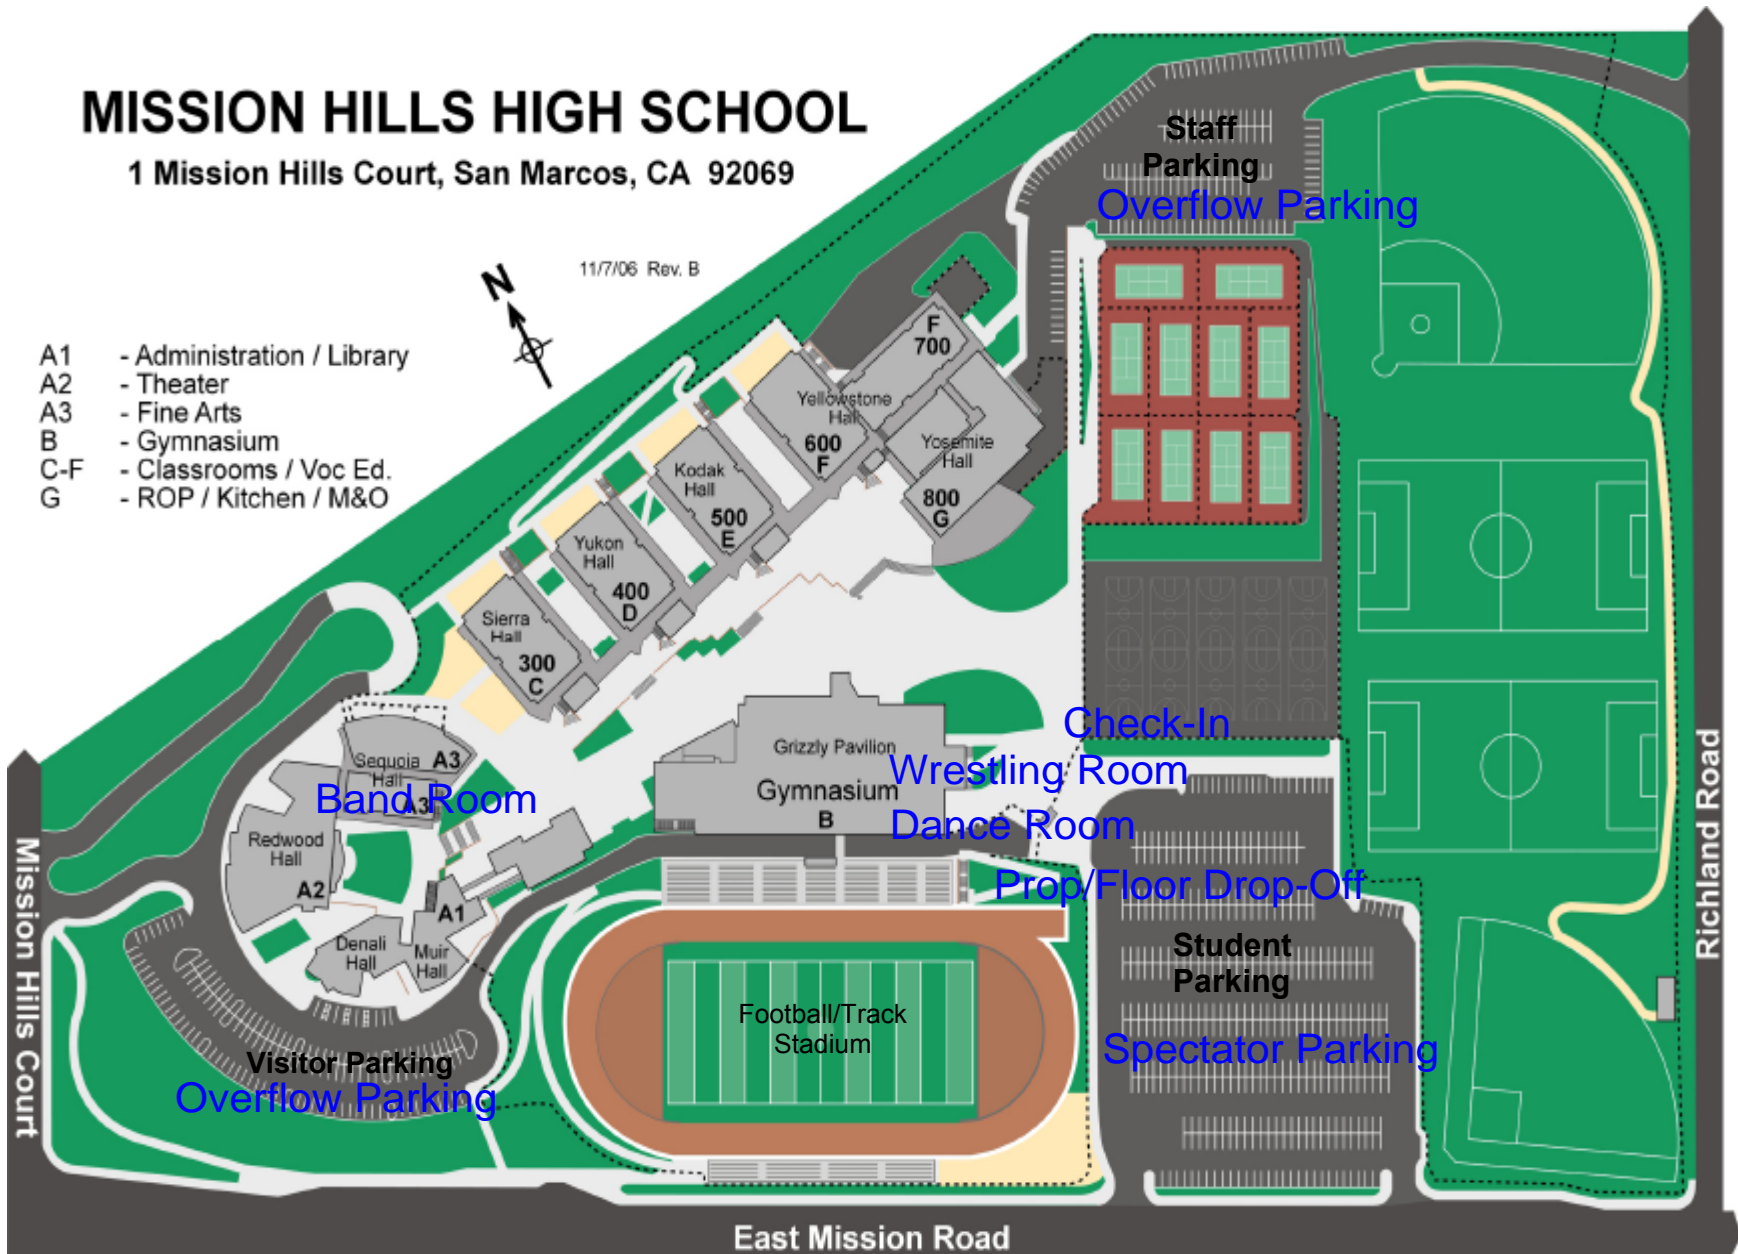 MISSION HILLS HIGH SCHOOL
1 Mission Hills Court, San Marcos, CA 92069
11/7/06 Rev. B
N
A1 - Administration / Library
A2 - Theater
A3 - Fine Arts
B - Gymnasium
C-F - Classrooms / Voc Ed.
G - ROP / Kitchen / M&O
Staff
Parking
Overflow Parking
F
700
Yellowstone
Hall
600
F
Yosemite
Hall
800
G
Kodak
Hall
500
E
Yukon
Hall
400
D
Sierra
Hall
300
C
Sequoia
Hall
A3
A3
Band Room
Redwood
Hall
A2
A1
Denali
Hall
Muir
Hall
Grizzly Pavilion
Gymnasium
B
Check-In
Wrestling Room
Dance Room
Prop/Floor Drop-Off
Student
Parking
Spectator Parking
Football/Track
Stadium
Visitor Parking
Overflow Parking
Mission Hills Court
Richland Road
East Mission Road